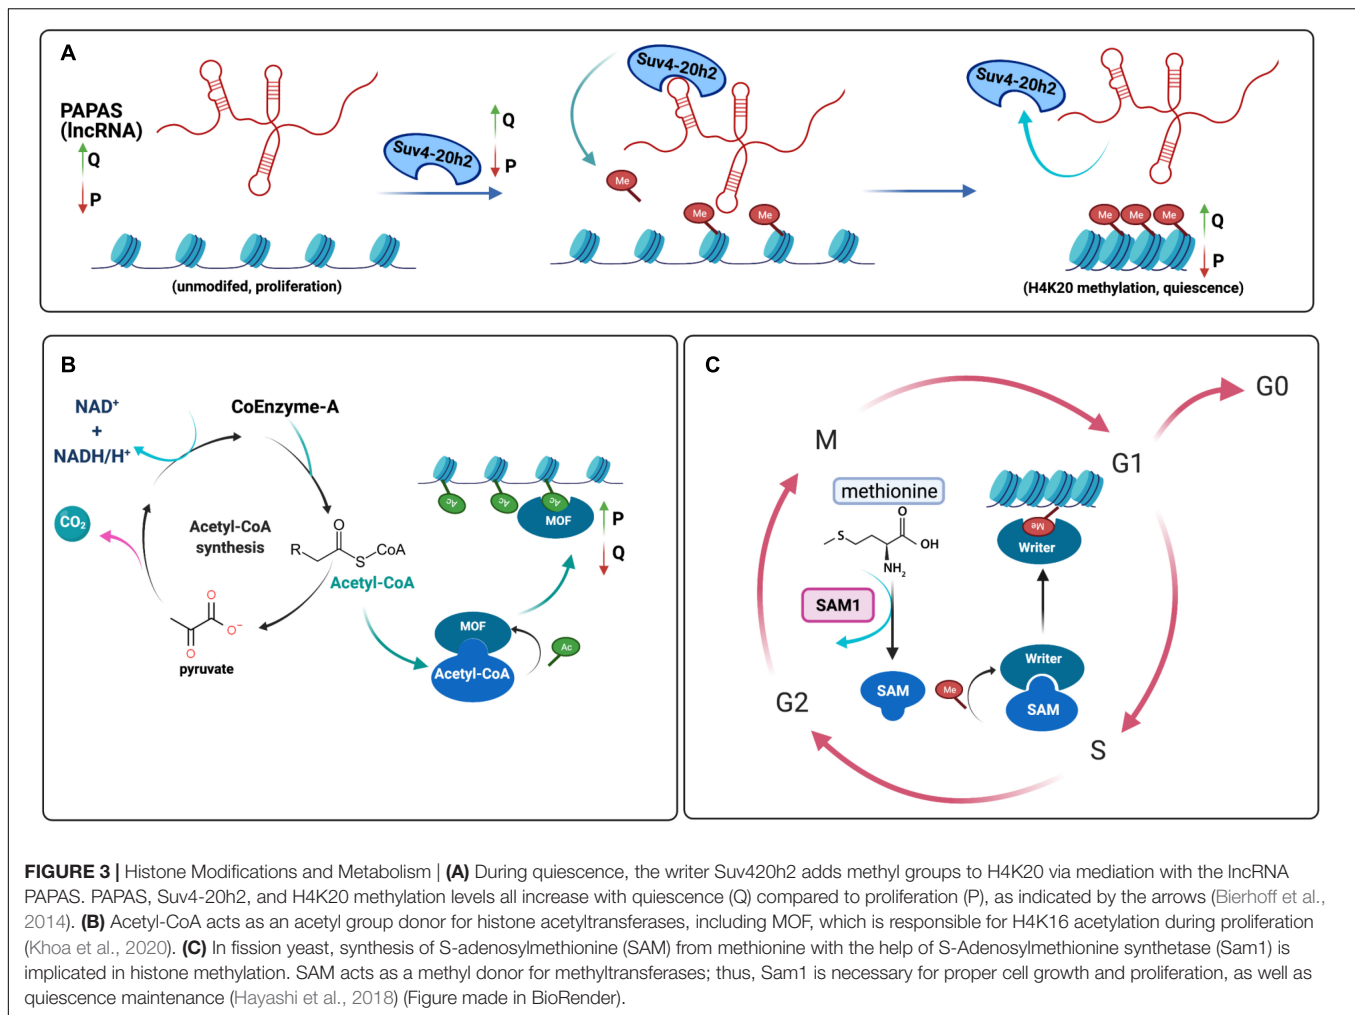 A
PAPAS
(lncRNA)
Q
P
Suv4-20h2
Q
P
Suv4-20h2
Me
Me
Me
Suv4-20h2
Me
Me
Me
Q
P
(unmodifed, proliferation)
(H4K20 methylation, quiescence)
B
NAD+
+
NADH/H+
CoEnzyme-A
CO2
Acetyl-CoA
synthesis
O
R
S
CoA
Acetyl-CoA
O
O-
O
pyruvate
Ac
Ac
Ac
MOF
P
Q
MOF
Acetyl-CoA
Ac
C
M
G1
G0
S
G2
methionine
S
O
OH
NH2
SAM1
SAM
Me
Writer
Me
Writer
SAM
FIGURE 3 | Histone Modifications and Metabolism | (A) During quiescence, the writer Suv420h2 adds methyl groups to H4K20 via mediation with the lncRNA
PAPAS. PAPAS, Suv4-20h2, and H4K20 methylation levels all increase with quiescence (Q) compared to proliferation (P), as indicated by the arrows (Bierhoff et al.,
2014). (B) Acetyl-CoA acts as an acetyl group donor for histone acetyltransferases, including MOF, which is responsible for H4K16 acetylation during proliferation
(Khoa et al., 2020). (C) In fission yeast, synthesis of S-adenosylmethionine (SAM) from methionine with the help of S-Adenosylmethionine synthetase (Sam1) is
implicated in histone methylation. SAM acts as a methyl donor for methyltransferases; thus, Sam1 is necessary for proper cell growth and proliferation, as well as
quiescence maintenance (Hayashi et al., 2018) (Figure made in BioRender).